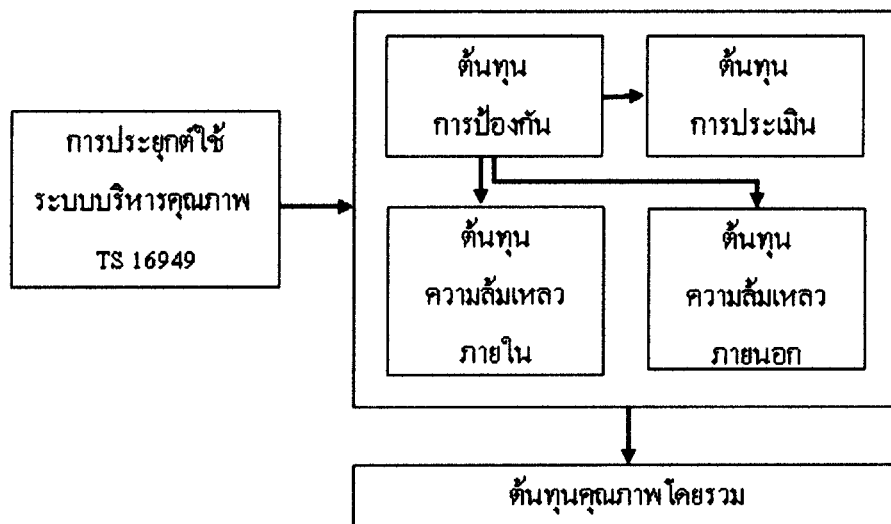 การประยุกต์ใช้
ระบบบริหารคุณภาพ
TS 16949
ต้นทุน
การป้องกัน
ต้นทุน
การประเมิน
ต้นทุน
ความล้มเหลว
ภายใน
ต้นทุน
ความล้มเหลว
ภายนอก
ต้นทุนคุณภาพโดยรวม